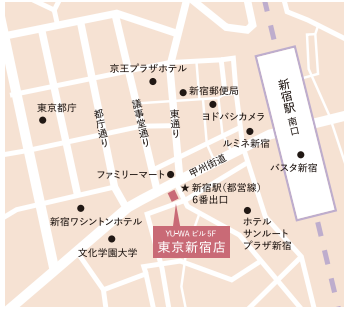 京王プラザホテル
新宿郵便局
新宿駅 南口
東京都庁
都庁通り
議事堂通り
東通り
ヨドバシカメラ
ルミネ新宿
甲州街道
バスタ新宿
ファミリーマート
★新宿駅（都営線）
6番出口
新宿ワシントンホテル
ホテル
サンルート
プラザ新宿
YU-WA ビル 5F
東京新宿店
文化学園大学